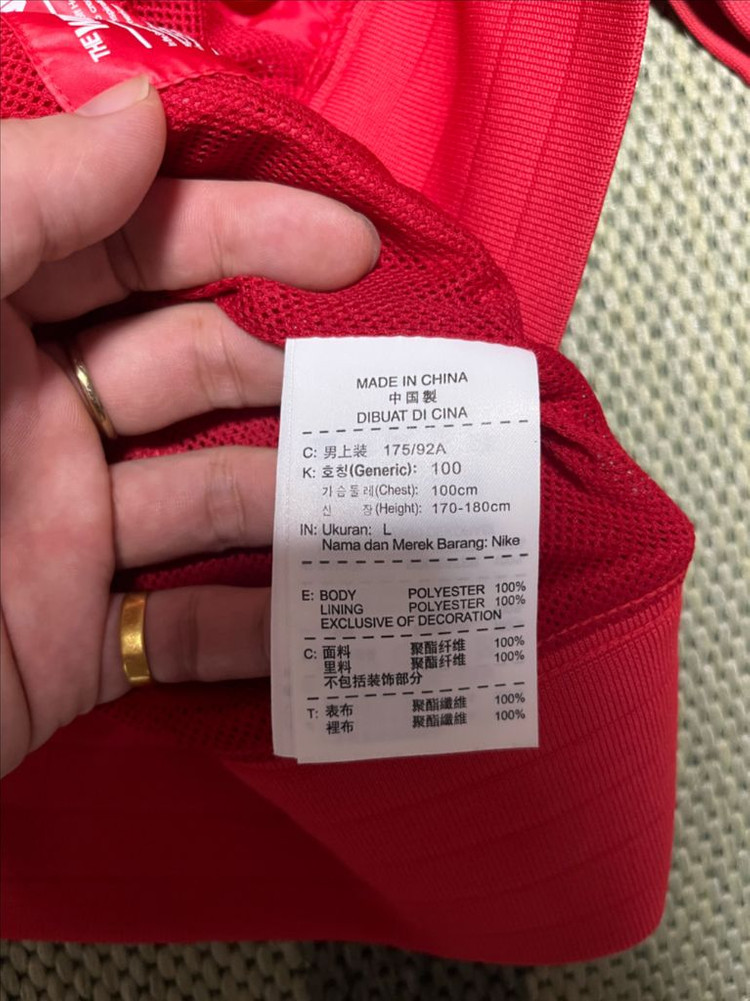 THE
MADE IN CHINA
中国製
DIBUAT DI CINA
C: 男上装 175/92A
K: 호칭(Generic): 100
가슴둘레(Chest): 100cm
신 장(Height): 170-180cm
IN: Ukuran: L
Nama dan Merek Barang: Nike
E: BODY POLYESTER 100%
LINING POLYESTER 100%
EXCLUSIVE OF DECORATION
C: 面料 聚酯纤维 100%
里料 聚酯纤维 100%
不包括装饰部分
T: 表布 聚酯纖維 100%
裡布 聚酯纖維 100%